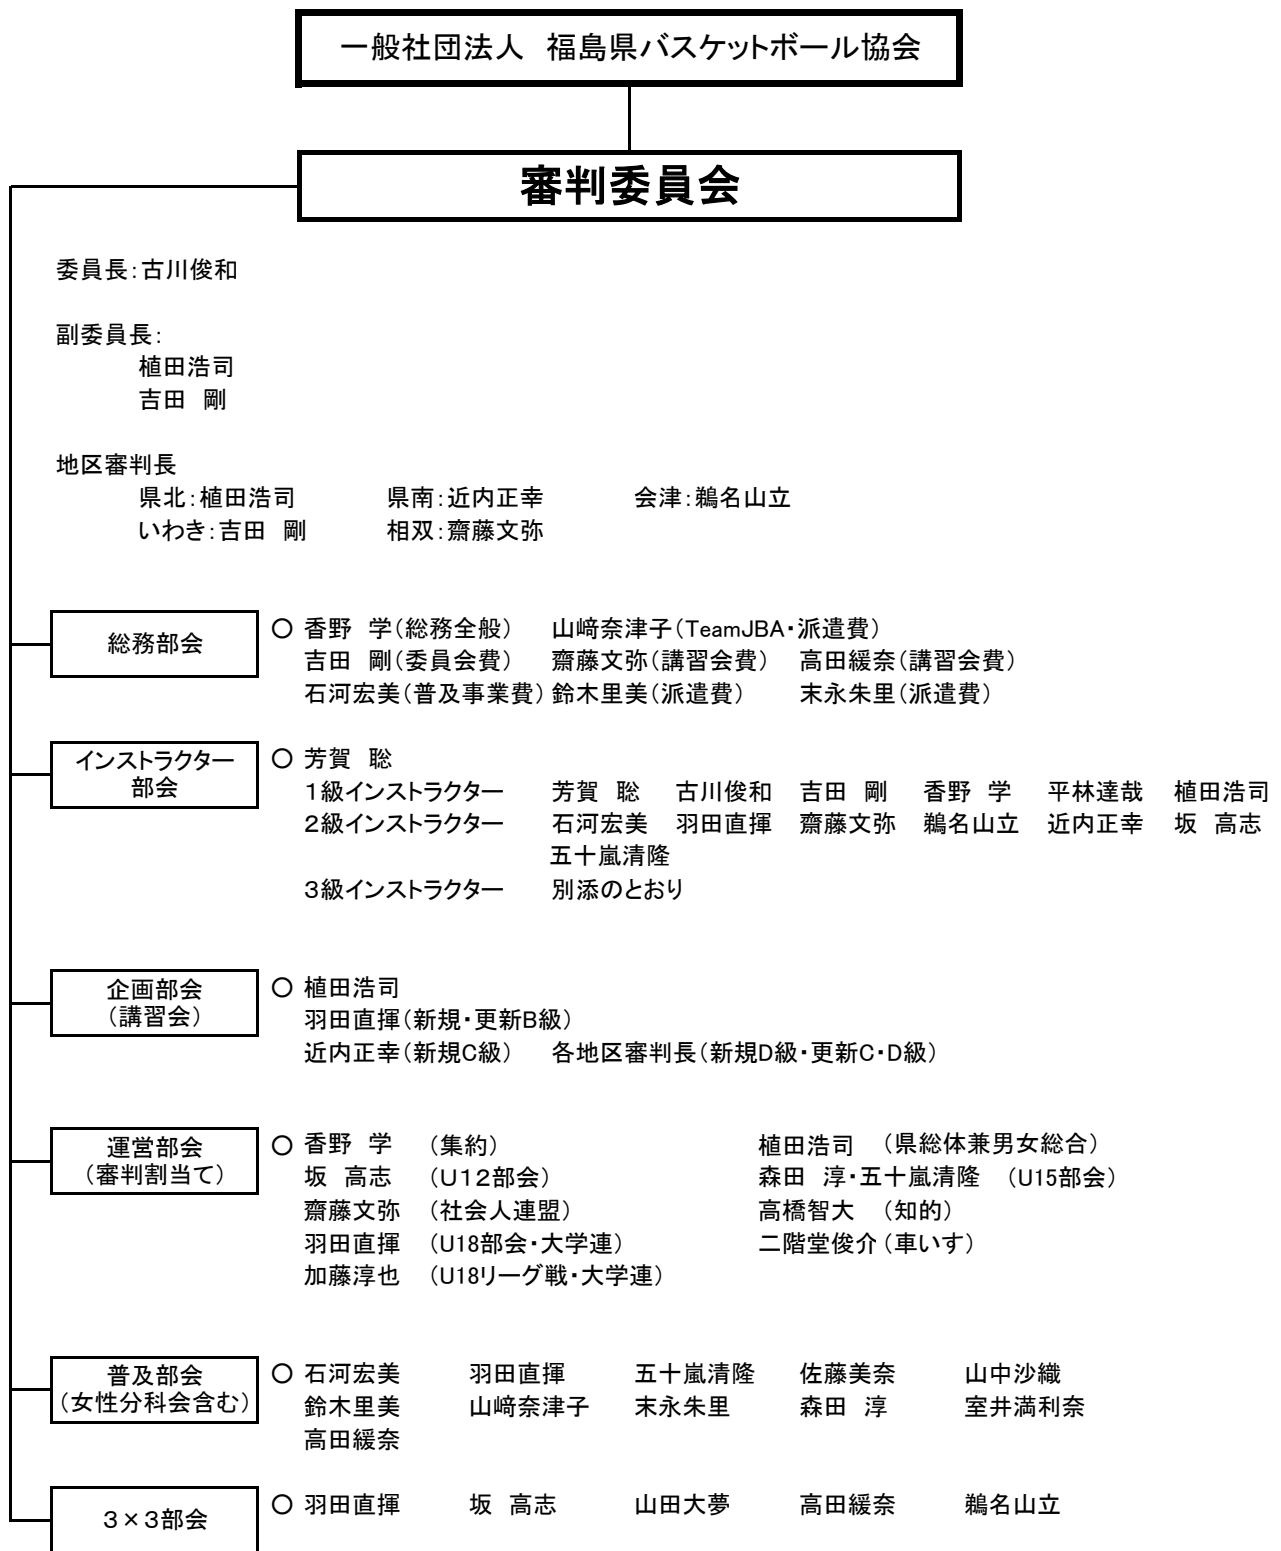 一般社団法人　福島県バスケットボール協会
審判委員会
委員長：古川俊和
副委員長：
植田浩司
吉田　剛
地区審判長
県北：植田浩司　県南：近内正幸　会津：鵜名山立
いわき：吉田　剛　相双：齋藤文弥
総務部会
○ 香野　学（総務全般）　山﨑奈津子（TeamJBA・派遣費）
吉田　剛（委員会費）　齋藤文弥（講習会費）　高田緩奈（講習会費）
石河宏美（普及事業費）　鈴木里美（派遣費）　末永朱里（派遣費）
インストラクター
部会
○ 芳賀　聡
１級インストラクター　芳賀　聡　古川俊和　吉田　剛　香野　学　平林達哉　植田浩司
２級インストラクター　石河宏美　羽田直揮　齋藤文弥　鵜名山立　近内正幸　坂　高志
五十嵐清隆
３級インストラクター　別添のとおり
企画部会
（講習会）
○ 植田浩司
羽田直揮（新規・更新B級）
近内正幸（新規C級）　各地区審判長（新規D級・更新C・D級）
運営部会
（審判割当て）
○ 香野　学　（集約）　植田浩司　（県総体兼男女総合）
坂　高志　（U１２部会）　森田　淳・五十嵐清隆　（U15部会）
齋藤文弥　（社会人連盟）　高橋智大　（知的）
羽田直揮　（U18部会・大学連）　二階堂俊介（車いす）
加藤淳也　（U18リーグ戦・大学連）
普及部会
（女性分科会含む）
○ 石河宏美　羽田直揮　五十嵐清隆　佐藤美奈　山中沙織
鈴木里美　山﨑奈津子　末永朱里　森田　淳　室井満利奈
高田緩奈
３×３部会
○ 羽田直揮　坂　高志　山田大夢　高田緩奈　鵜名山立